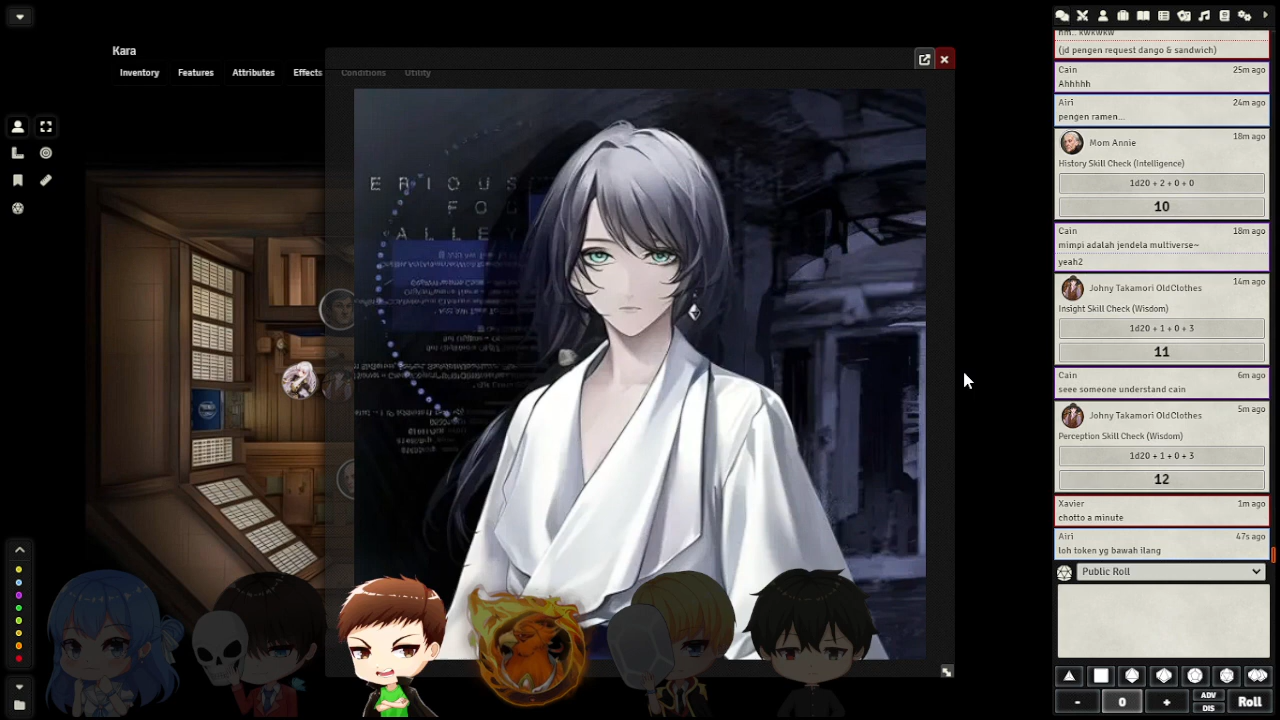 Kara
Inventory
Features
Attributes
Effects
Conditions
Utility
ERIOUS
FOG
ALLEY
hm.. kwkwkw
(jd pengen request dango & sandwich)
Cain
25m ago
Ahhhhh
Airi
24m ago
pengen ramen...
Mom Annie
18m ago
History Skill Check (Intelligence)
1d20 + 2 + 0 + 0
10
Cain
18m ago
mimpi adalah jendela multiverse~
yeah2
Johny Takamori OldClothes
14m ago
Insight Skill Check (Wisdom)
1d20 + 1 + 0 + 3
11
Cain
6m ago
seee someone understand cain
Johny Takamori OldClothes
5m ago
Perception Skill Check (Wisdom)
1d20 + 1 + 0 + 3
12
Xavier
1m ago
chotto a minute
Airi
47s ago
loh token yg bawah ilang
Public Roll
-
0
+
ADV
DIS
Roll